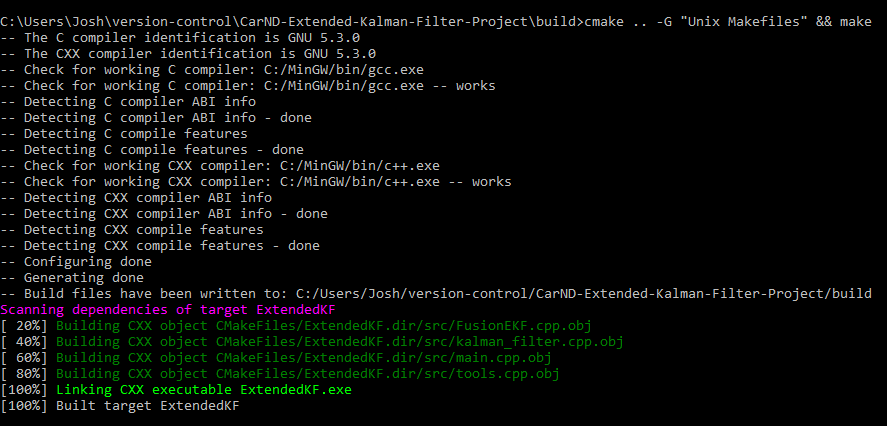 C:\Users\Josh\version-control\CarND-Extended-Kalman-Filter-Project\build>cmake .. -G "Unix Makefiles" && make
-- The C compiler identification is GNU 5.3.0
-- The CXX compiler identification is GNU 5.3.0
-- Check for working C compiler: C:/MinGW/bin/gcc.exe
-- Check for working C compiler: C:/MinGW/bin/gcc.exe -- works
-- Detecting C compiler ABI info
-- Detecting C compiler ABI info - done
-- Detecting C compile features
-- Detecting C compile features - done
-- Check for working CXX compiler: C:/MinGW/bin/c++.exe
-- Check for working CXX compiler: C:/MinGW/bin/c++.exe -- works
-- Detecting CXX compiler ABI info
-- Detecting CXX compiler ABI info - done
-- Detecting CXX compile features
-- Detecting CXX compile features - done
-- Configuring done
-- Generating done
-- Build files have been written to: C:/Users/Josh/version-control/CarND-Extended-Kalman-Filter-Project/build
Scanning dependencies of target ExtendedKF
[ 20%] Building CXX object CMakeFiles/ExtendedKF.dir/src/FusionEKF.cpp.obj
[ 40%] Building CXX object CMakeFiles/ExtendedKF.dir/src/kalman_filter.cpp.obj
[ 60%] Building CXX object CMakeFiles/ExtendedKF.dir/src/main.cpp.obj
[ 80%] Building CXX object CMakeFiles/ExtendedKF.dir/src/tools.cpp.obj
[100%] Linking CXX executable ExtendedKF.exe
[100%] Built target ExtendedKF